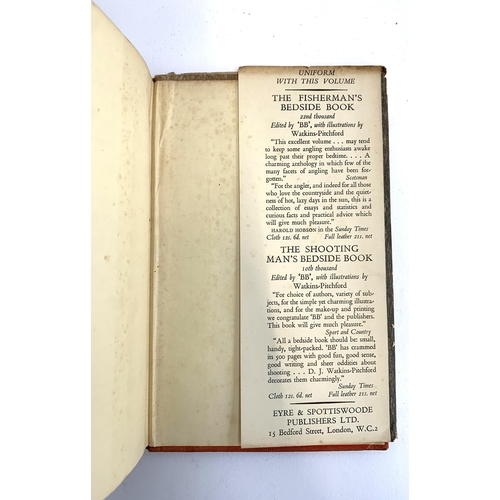 UNIFORM
WITH THIS VOLUME
THE FISHERMAN'S
BEDSIDE BOOK
22nd thousand
Edited by 'BB', with illustrations by
Watkins-Pitchford
"This excellent volume . . . may tend
to keep some angling enthusiasts awake
long past their proper bedtime. . . . A
charming anthology in which few of the
many facets of angling have been for-
gotten." Scotsman
"For the angler, and indeed for all those
who love the countryside and the quiet-
ness of hot, lazy days in the sun, this is a
collection of essays and statistics and
curious facts and practical advice which
will give much pleasure."
HAROLD HOBSON in the Sunday Times
Cloth 12s. 6d. net Full leather 21s. net
THE SHOOTING
MAN'S BEDSIDE BOOK
10th thousand
Edited by 'BB', with illustrations by
Watkins-Pitchford
"For choice of authors, variety of sub-
jects, for the simple yet charming illustra-
tions, and for the make-up and printing
we congratulate 'BB' and the publishers.
This book will give much pleasure."
Sport and Country
"All a bedside book should be: small,
handy, tight-packed. 'BB' has crammed
its 500 pages with good fun, good sense,
good writing and sheer oddities about
shooting . . . D. J. Watkins-Pitchford
decorates them charmingly."
Sunday Times
Cloth 12s. 6d. net Full leather 21s. net
EYRE & SPOTTISWOODE
PUBLISHERS LTD.
15 Bedford Street, London, W.C.2